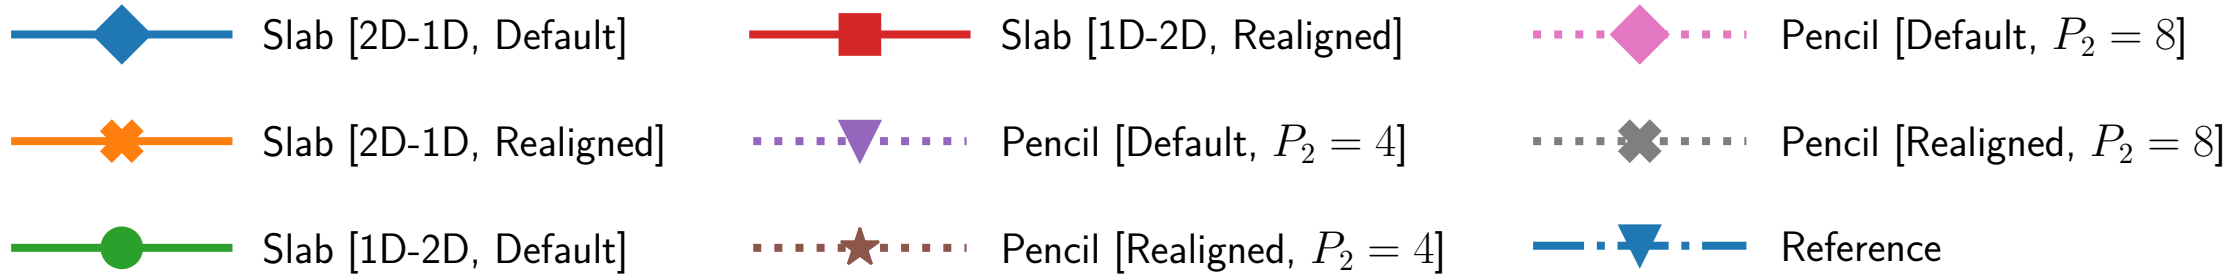 Slab [2D-1D, Default]
Slab [2D-1D, Realigned]
Slab [1D-2D, Default]
Slab [1D-2D, Realigned]
Pencil [Default, P₂ = 4]
Pencil [Realigned, P₂ = 4]
Pencil [Default, P₂ = 8]
Pencil [Realigned, P₂ = 8]
Reference